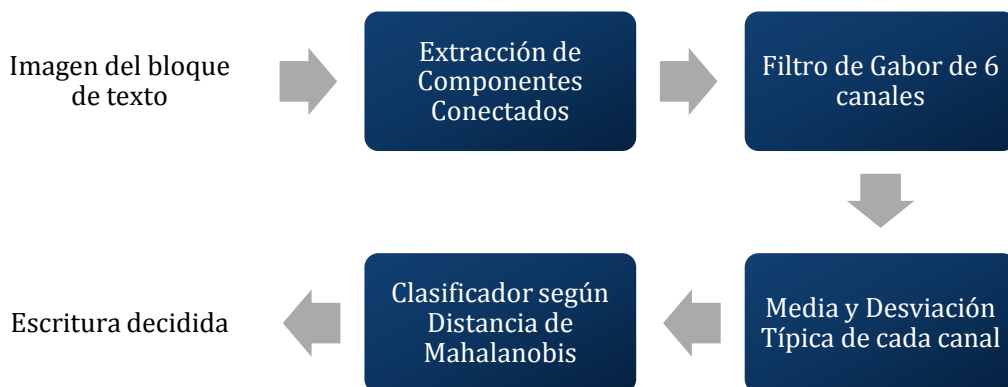 Imagen del bloque
de texto
Extracción de
Componentes
Conectados
Filtro de Gabor de 6
canales
Media y Desviación
Típica de cada canal
Clasificador según
Distancia de
Mahalanobis
Escritura decidida